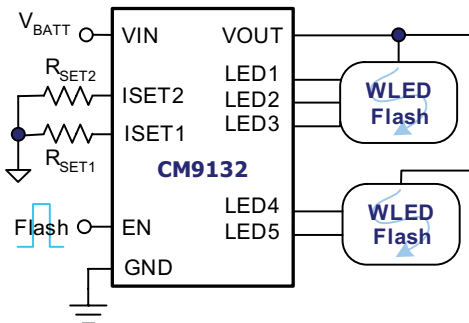 VBATT
VIN
VOUT
RSET2
ISET2
LED1
LED2
LED3
WLED
Flash
ISET1
RSET1
CM9132
Flash
EN
LED4
LED5
WLED
Flash
GND